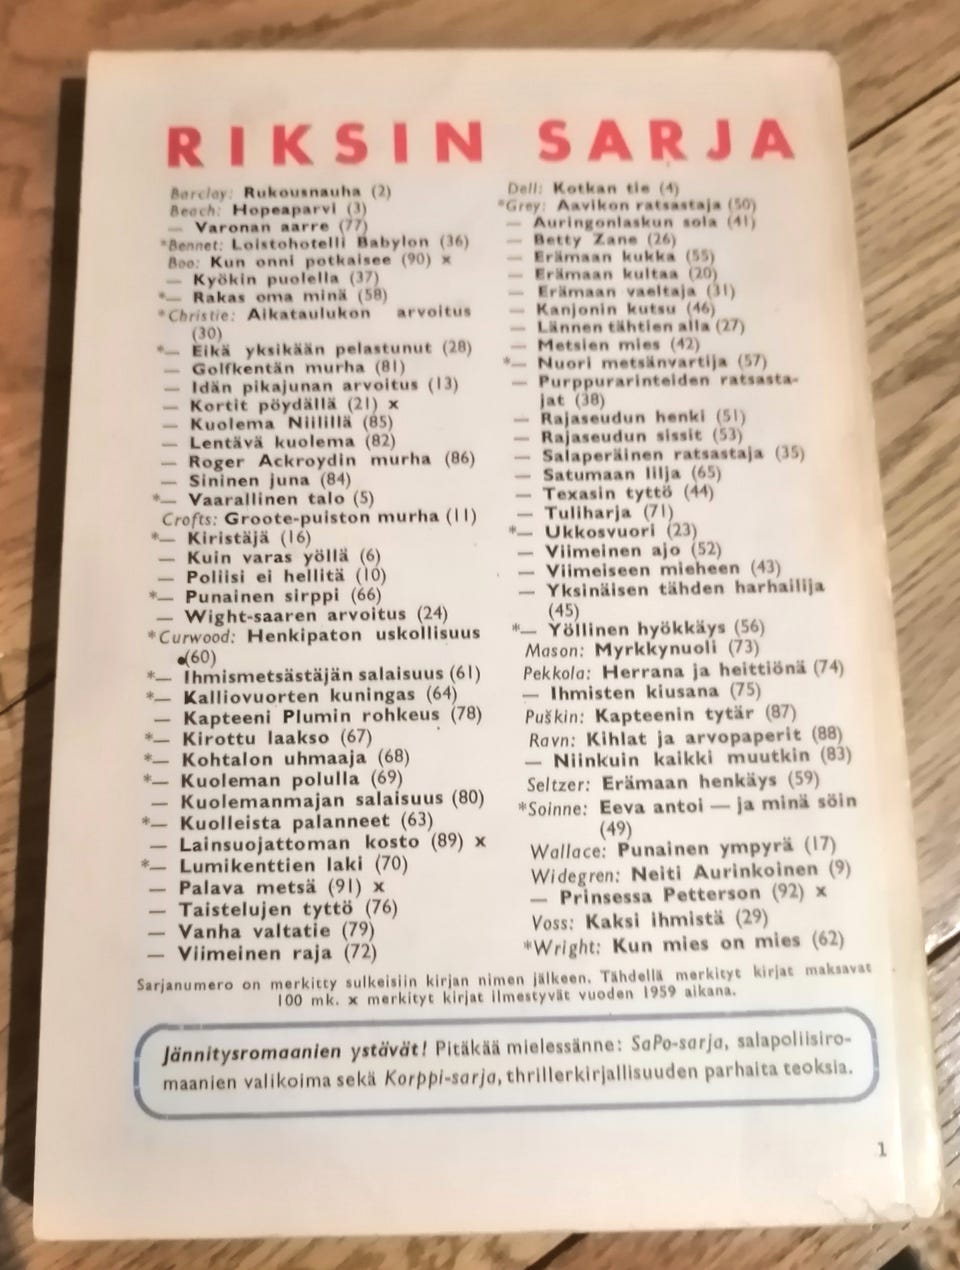 RIKSIN SARJA
Barclay: Rukousnauha (2)
Beach: Hopeaparvi (3)
— Varonan aarre (77)
*Bennet: Loistohotelli Babylon (36)
Boo: Kun onni potkaisee (90) x
— Kyökin puolella (37)
*— Rakas oma minä (58)
*Christie: Aikataulukon arvoitus
(30)
*— Eikä yksikään pelastunut (28)
— Golfkentän murha (81)
— Idän pikajunan arvoitus (13)
— Kortit pöydällä (21) x
— Kuolema Niilillä (85)
— Lentävä kuolema (82)
— Roger Ackroydin murha (86)
— Sininen juna (84)
*— Vaarallinen talo (5)
Crofts: Groote-puiston murha (11)
*— Kiristäjä (16)
— Kuin varas yöllä (6)
— Poliisi ei hellitä (10)
*— Punainen sirppi (66)
— Wight-saaren arvoitus (24)
*Curwood: Henkipaton uskollisuus
(60)
*— Ihmismetsästäjän salaisuus (61)
*— Kalliovuorten kuningas (64)
— Kapteeni Plumin rohkeus (78)
*— Kirottu laakso (67)
*— Kohtalon uhmaaja (68)
*— Kuoleman polulla (69)
— Kuolemanmajan salaisuus (80)
*— Kuolleista palanneet (63)
— Lainsuojattoman kosto (89) x
*— Lumikenttien laki (70)
— Palava metsä (91) x
— Taistelujen tyttö (76)
— Vanha valtatie (79)
— Viimeinen raja (72)
Dell: Kotkan tie (4)
*Grey: Aavikon ratsastaja (50)
— Auringonlaskun sola (41)
— Betty Zane (26)
— Erämaan kukka (55)
— Erämaan kultaa (20)
— Erämaan vaeltaja (31)
— Kanjonin kutsu (46)
— Lännen tähtien alla (27)
— Metsien mies (42)
*— Nuori metsänvartija (57)
— Purppurarinteiden ratsasta-
jat (38)
— Rajaseudun henki (51)
— Rajaseudun sissit (53)
— Salaperäinen ratsastaja (35)
— Satumaan lilja (65)
— Texasin tyttö (44)
— Tuliharja (71)
*— Ukkosvuori (23)
— Viimeinen ajo (52)
— Viimeiseen mieheen (43)
— Yksinäisen tähden harhailija
(45)
*— Yöllinen hyökkäys (56)
Mason: Myrkkynuoli (73)
Pekkola: Herrana ja heittiönä (74)
— Ihmisten kiusana (75)
Puškin: Kapteenin tytär (87)
Ravn: Kihlat ja arvopaperit (88)
— Niinkuin kaikki muutkin (83)
Seltzer: Erämaan henkäys (59)
*Soinne: Eeva antoi — ja minä söin
(49)
Wallace: Punainen ympyrä (17)
Widegren: Neiti Aurinkoinen (9)
— Prinsessa Petterson (92) x
Voss: Kaksi ihmistä (29)
*Wright: Kun mies on mies (62)
Sarjanumero on merkitty sulkeisiin kirjan nimen jälkeen. Tähdellä merkityt kirjat maksavat
100 mk. x merkityt kirjat ilmestyvät vuoden 1959 aikana.
Jännitysromaanien ystävät! Pitäkää mielessänne: SaPo-sarja, salapoliisiro-
maanien valikoima sekä Korppi-sarja, thrillerkirjallisuuden parhaita teoksia.
1